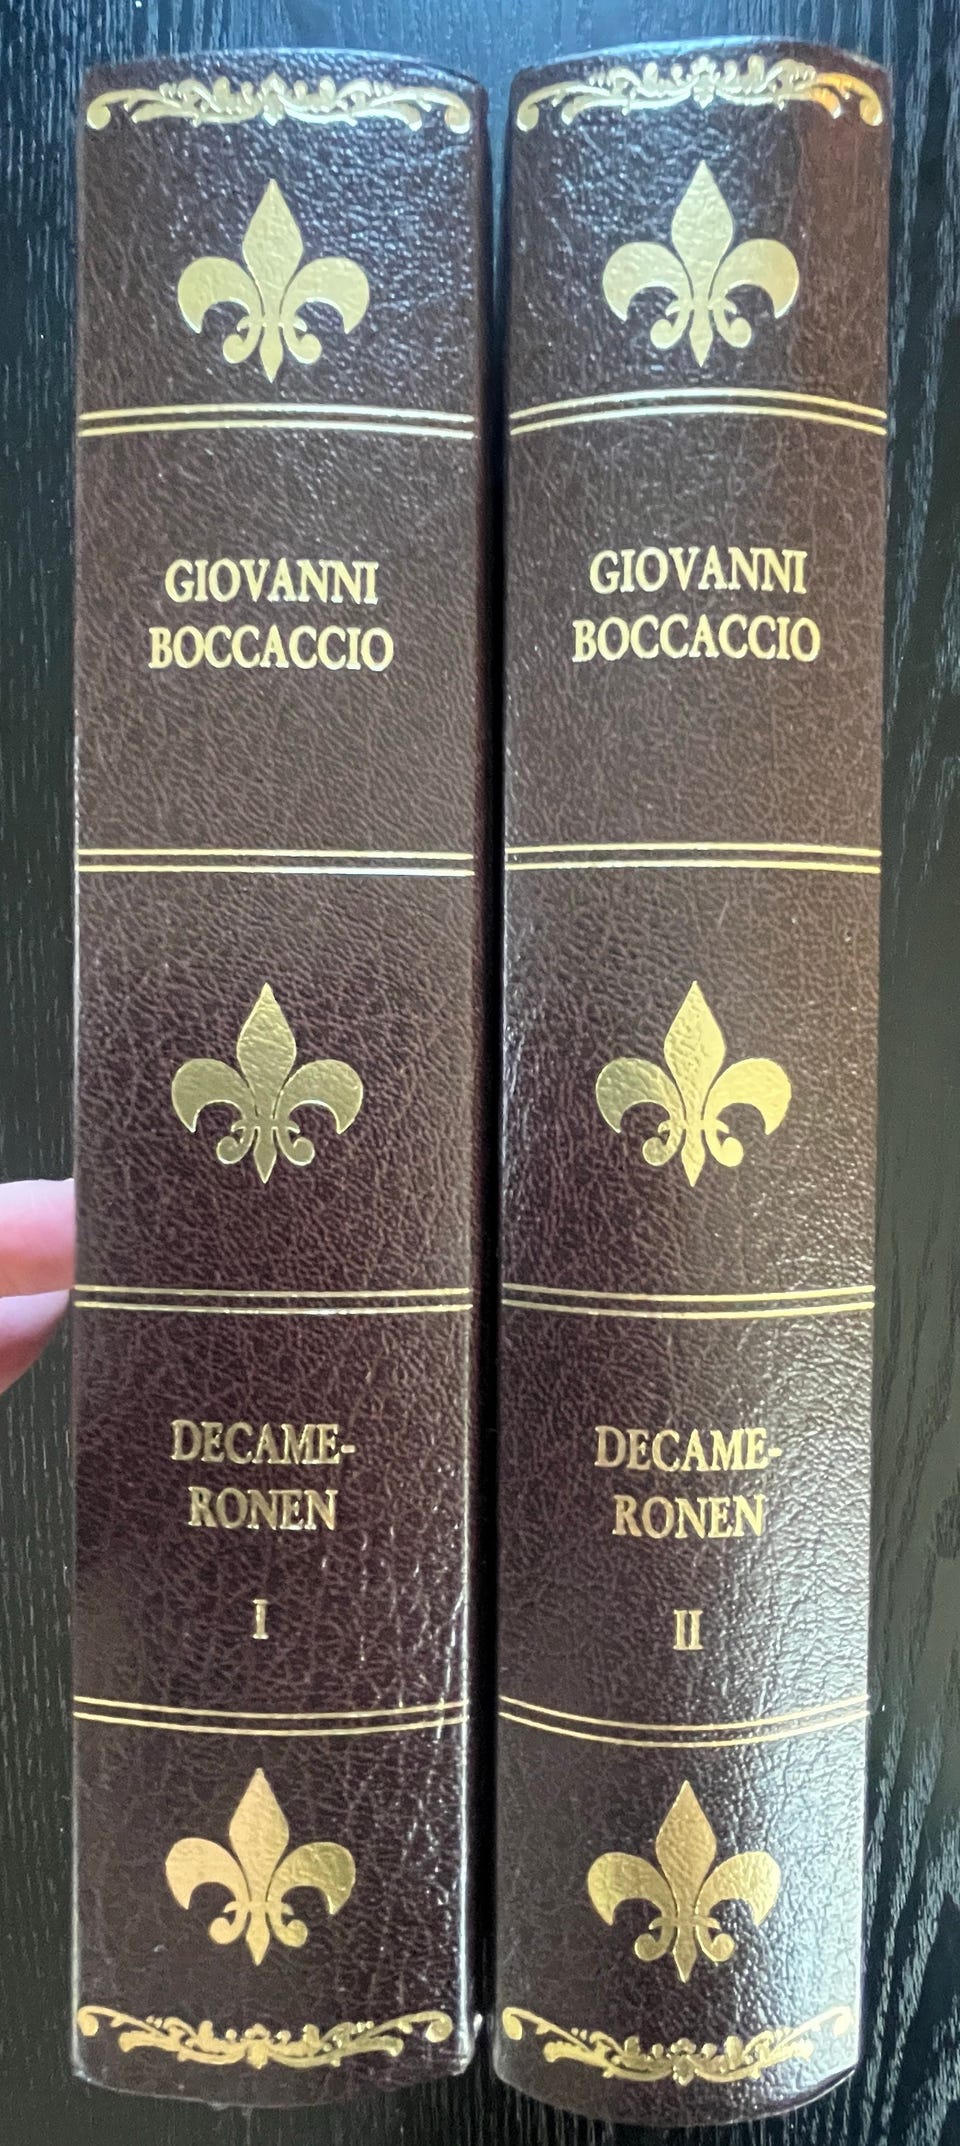 GIOVANNI
BOCCACCIO
DECAME-
RONEN
I
GIOVANNI
BOCCACCIO
DECAME-
RONEN
II